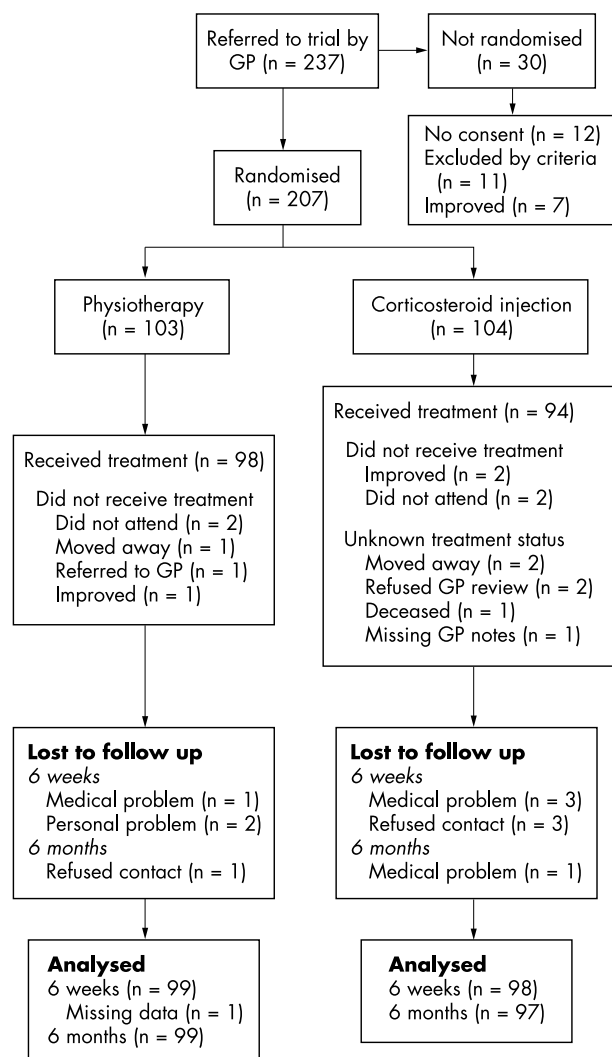 Referred to trial by
GP (n = 237)
Not randomised
(n = 30)
No consent (n = 12)
Excluded by criteria
(n = 11)
Improved (n = 7)
Randomised
(n = 207)
Physiotherapy
(n = 103)
Corticosteroid injection
(n = 104)
Received treatment (n = 98)
Did not receive treatment
Did not attend (n = 2)
Moved away (n = 1)
Referred to GP (n = 1)
Improved (n = 1)
Received treatment (n = 94)
Did not receive treatment
Improved (n = 2)
Did not attend (n = 2)
Unknown treatment status
Moved away (n = 2)
Refused GP review (n = 2)
Deceased (n = 1)
Missing GP notes (n = 1)
Lost to follow up
6 weeks
Medical problem (n = 1)
Personal problem (n = 2)
6 months
Refused contact (n = 1)
Lost to follow up
6 weeks
Medical problem (n = 3)
Refused contact (n = 3)
6 months
Medical problem (n = 1)
Analysed
6 weeks (n = 99)
Missing data (n = 1)
6 months (n = 99)
Analysed
6 weeks (n = 98)
6 months (n = 97)